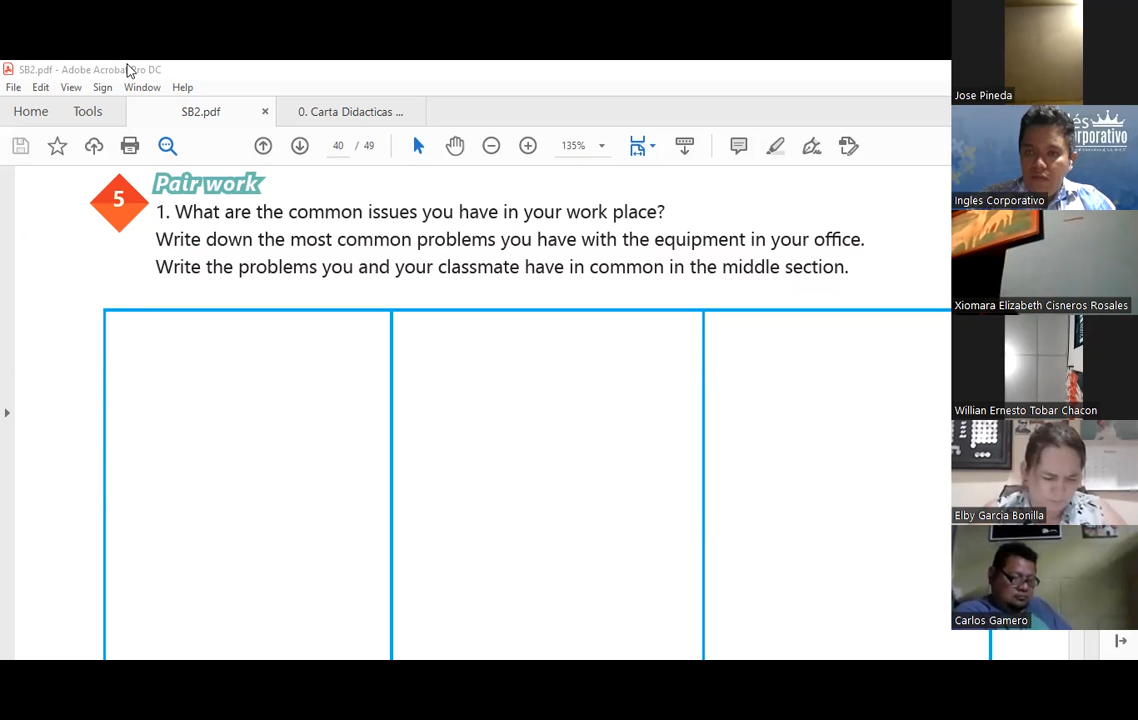 SB2.pdf - Adobe Acrobat Pro DC
File Edit View Sign Window Help
Home Tools SB2.pdf × 0. Carta Didacticas ...
40 / 49 135%
5 Pair work
1. What are the common issues you have in your work place?
Write down the most common problems you have with the equipment in your office.
Write the problems you and your classmate have in common in the middle section.
Jose Pineda
Ingles Corporativo
Xiomara Elizabeth Cisneros Rosales
Willian Ernesto Tobar Chacon
Elby García Bonilla
Carlos Gamero